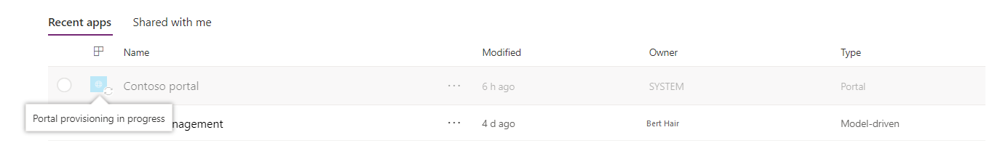 Recent apps Shared with me
Name Modified Owner Type
Contoso portal ... 6 h ago SYSTEM Portal
Portal provisioning in progress
nagement ... 4 d ago Bert Hair Model-driven